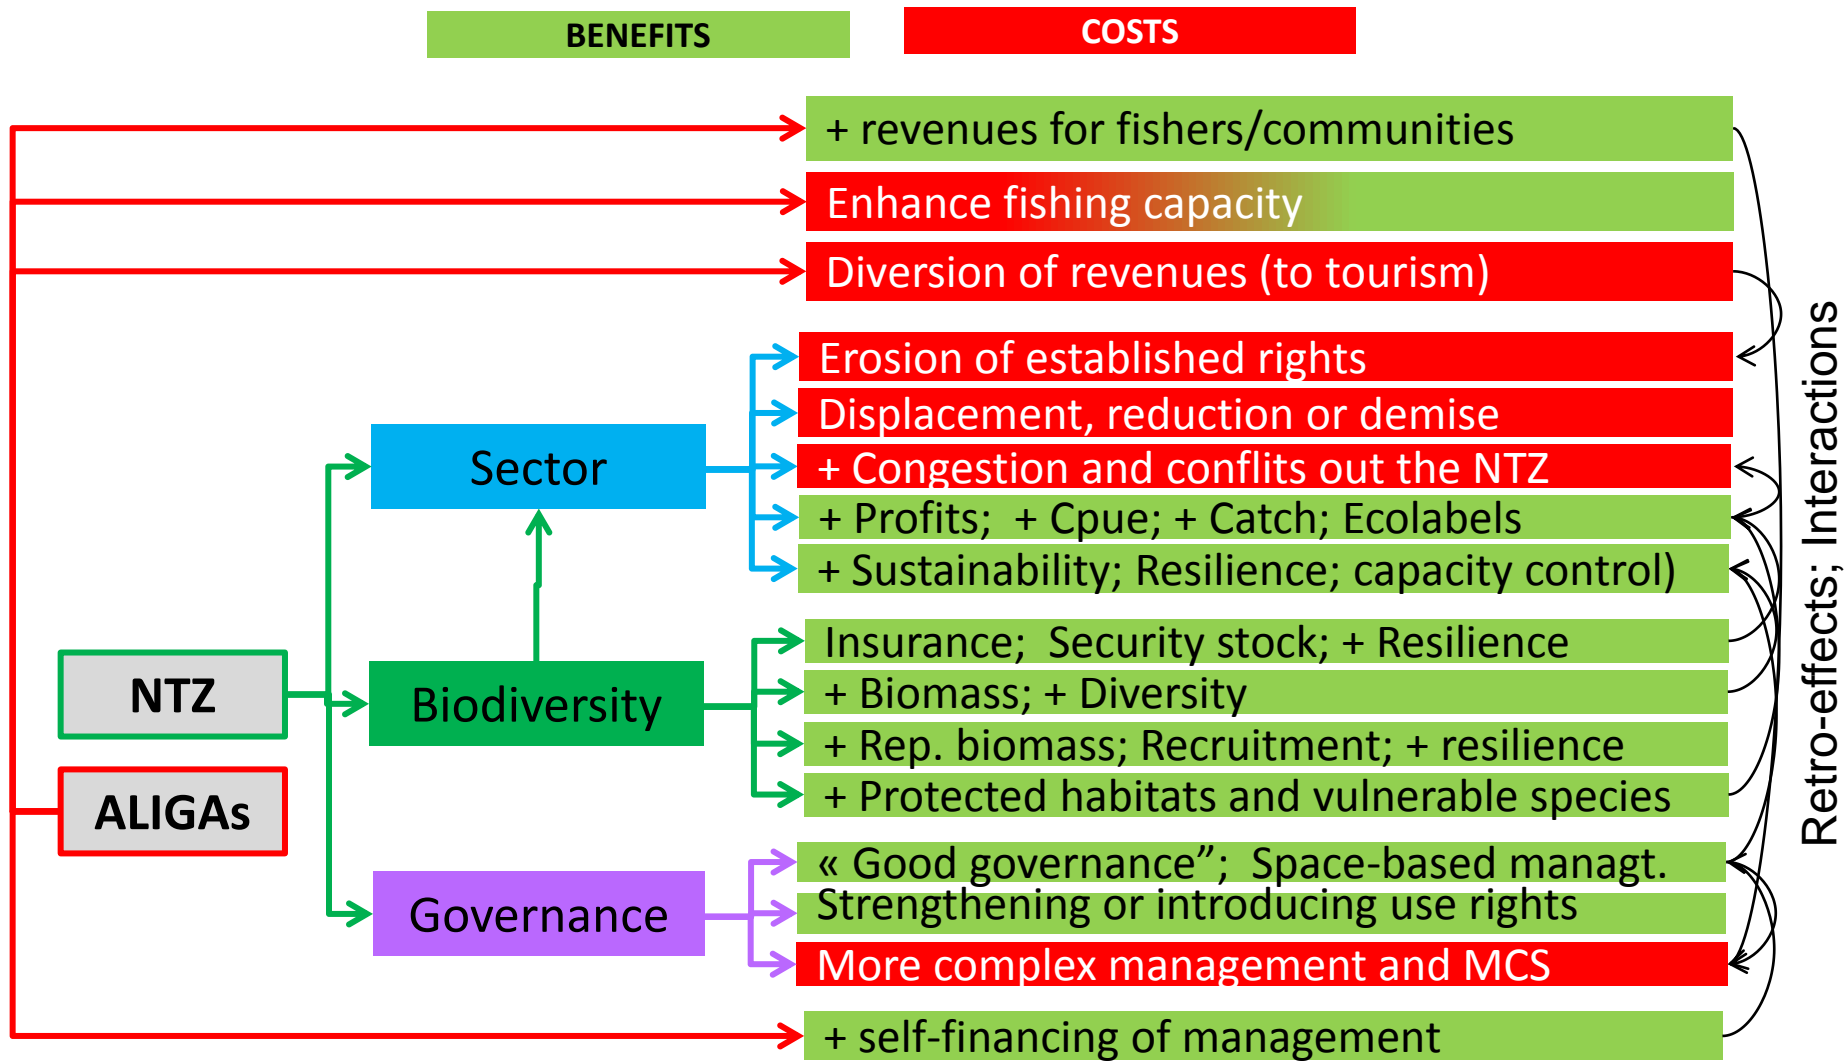 BENEFITS
COSTS
+ revenues for fishers/communities
Enhance fishing capacity
Diversion of revenues (to tourism)
Erosion of established rights
Displacement, reduction or demise
+ Congestion and conflits out the NTZ
+ Profits; + Cpue; + Catch; Ecolabels
+ Sustainability; Resilience; capacity control)
Insurance; Security stock; + Resilience
+ Biomass; + Diversity
+ Rep. biomass; Recruitment; + resilience
+ Protected habitats and vulnerable species
« Good governance”; Space-based managt.
Strengthening or introducing use rights
More complex management and MCS
+ self-financing of management
Sector
Biodiversity
Governance
NTZ
ALIGAs
Retro-effects; Interactions